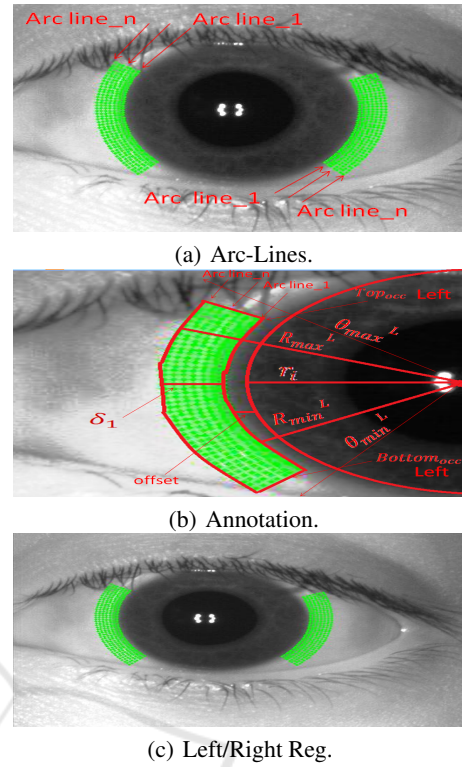 Arc line_n Arc line_1
Arc line_1
Arc line_n
(a) Arc-Lines.
Arc line_n
Arc line_1
Top_occ Left
θ_max^L
R_max^L
r_i
R_min^L
θ_min^L
δ_1
offset
Bottom_occ
Left
(b) Annotation.
(c) Left/Right Reg.